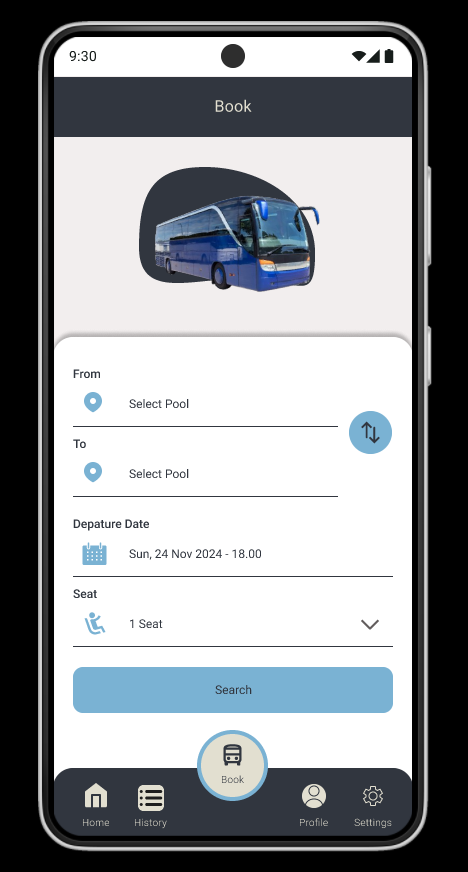 9:30
Book
From
Select Pool
To
Select Pool
Depature Date
Sun, 24 Nov 2024 - 18.00
Seat
1 Seat
Search
Book
Home
History
Profile
Settings